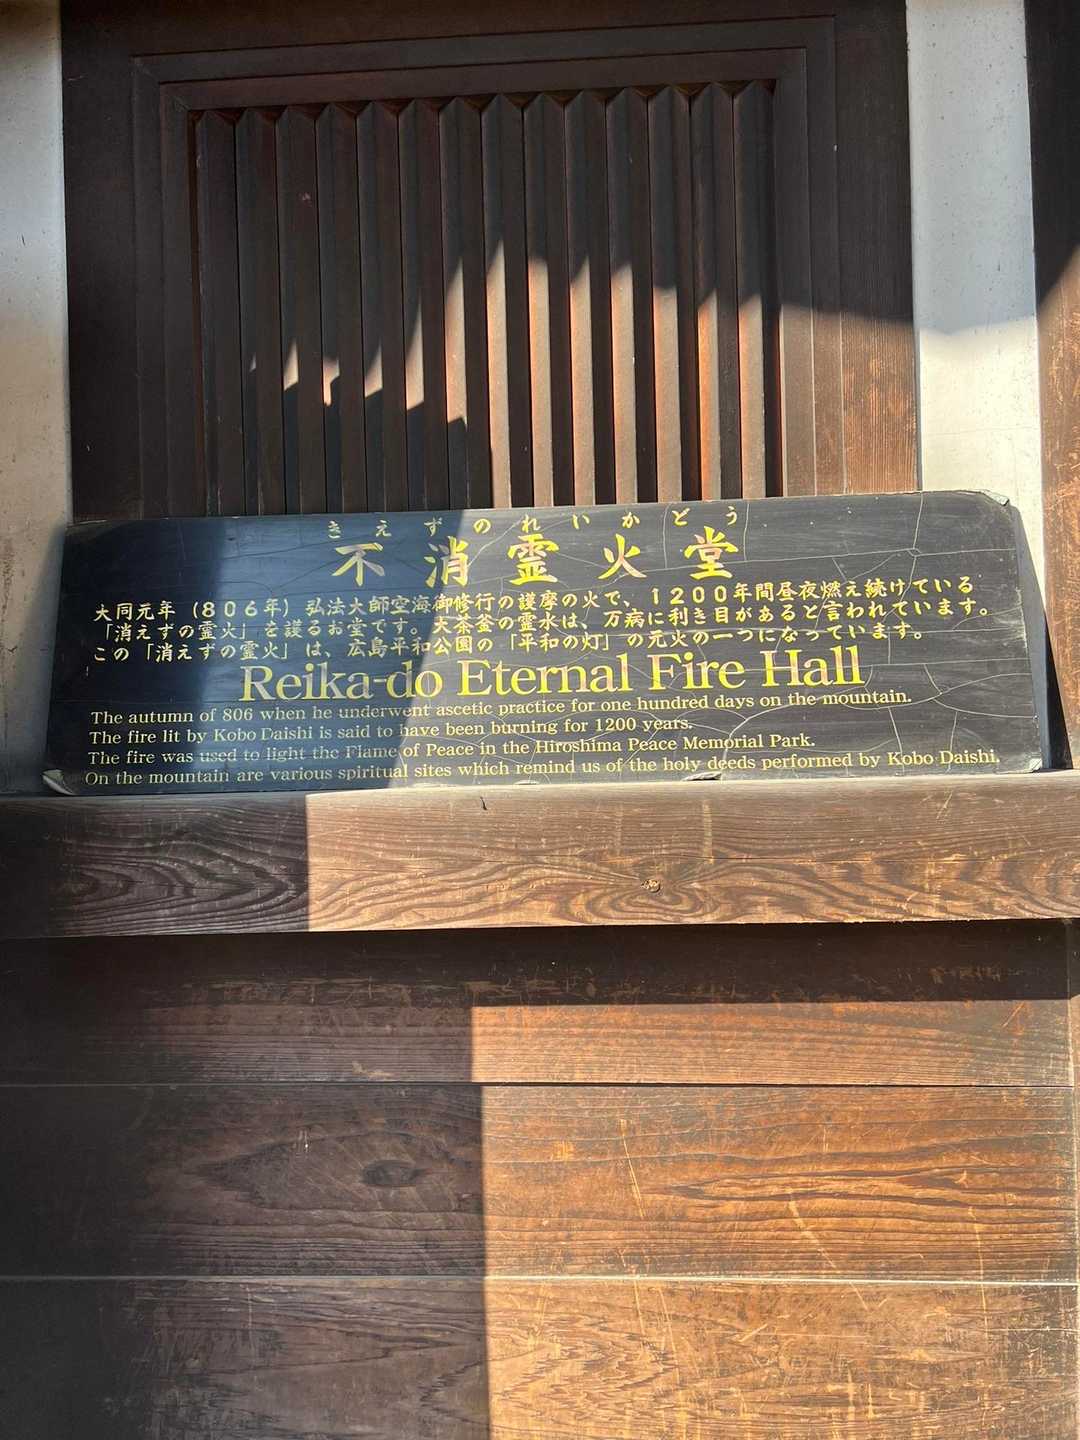 きえずのれいかどう
不消霊火堂
大同元年（８０６年）弘法大師空海御修行の護摩の火で、１２００年間昼夜燃え続けている
「消えずの霊火」を護るお堂です。大茶釜の霊水は、万病に利き目があると言われています。
この「消えずの霊火」は、広島平和公園の「平和の灯」の元火の一つになっています。
Reika-do Eternal Fire Hall
The autumn of 806 when he underwent ascetic practice for one hundred days on the mountain.
The fire lit by Kobo Daishi is said to have been burning for 1200 years.
The fire was used to light the Flame of Peace in the Hiroshima Peace Memorial Park.
On the mountain are various spiritual sites which remind us of the holy deeds performed by Kobo Daishi.